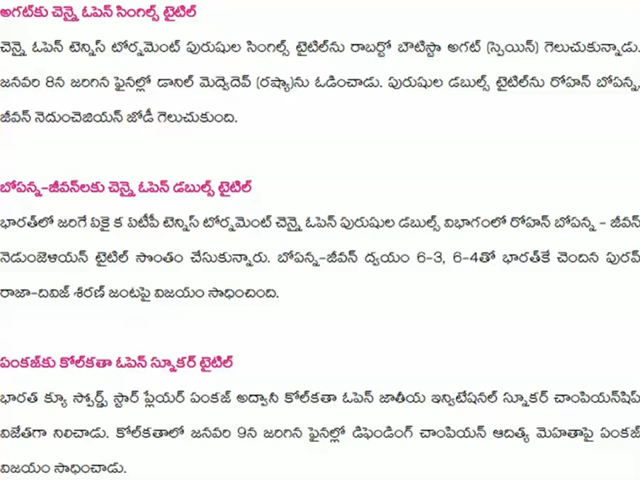 అగట్‌కు చెన్నై ఓపెన్ సింగిల్స్ టైటిల్
చెన్నై ఓపెన్ టెన్నిస్ టోర్నమెంట్ పురుషుల సింగిల్స్ టైటిల్‌ను రాబర్టో బౌటిస్టా అగట్ (స్పెయిన్) గెలుచుకున్నాడు.
జనవరి 8న జరిగిన ఫైనల్లో డానిల్ మెద్వెదెవ్ (రష్యా)ను ఓడించాడు. పురుషుల డబుల్స్ టైటిల్‌ను రోహన్ బోపన్న,
జీవన్ నెదుంచెజియన్ జోడీ గెలుచుకుంది.
బోపన్న-జీవన్‌లకు చెన్నై ఓపెన్ డబుల్స్ టైటిల్
భారత్‌లో జరిగే ఏకై క ఏటీపీ టెన్నిస్ టోర్నమెంట్ చెన్నై ఓపెన్ పురుషుల డబుల్స్ విభాగంలో రోహన్ బోపన్న - జీవన్
నెడుంజెళియన్ టైటిల్ సొంతం చేసుకున్నారు. బోపన్న-జీవన్ ద్వయం 6-3, 6-4తో భారత్‌కే చెందిన పురవ్
రాజా-దివిజ్ శరణ్ జంటపై విజయం సాధించింది.
పంకజ్‌కు కోల్‌కతా ఓపెన్ స్నూకర్ టైటిల్
భారత క్యూ స్పోర్ట్స్ స్టార్ ప్లేయర్ పంకజ్ అద్వానీ కోల్‌కతా ఓపెన్ జాతీయ ఇన్విటేషనల్ స్నూకర్ చాంపియన్‌షిప్
విజేతగా నిలిచాడు. కోల్‌కతాలో జనవరి 9న జరిగిన ఫైనల్లో డిఫెండింగ్ చాంపియన్ ఆదిత్య మెహతాపై పంకజ్
విజయం సాధించాడు.